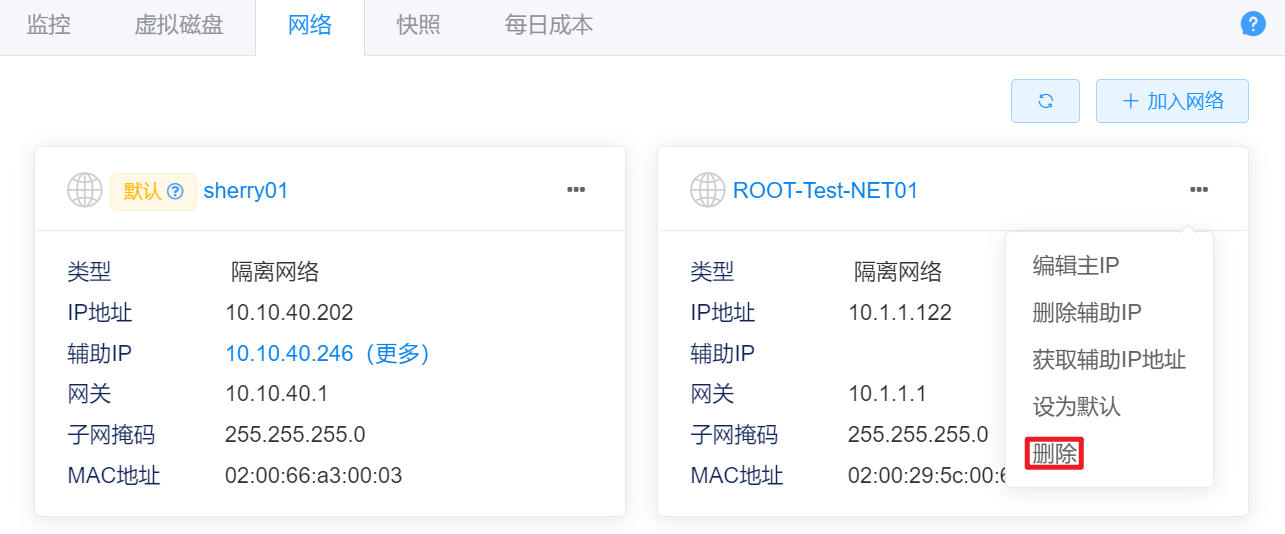 监控 虚拟磁盘 网络 快照 每日成本
加入网络
默认 sherry01
类型 隔离网络
IP地址 10.10.40.202
辅助IP 10.10.40.246（更多）
网关 10.10.40.1
子网掩码 255.255.255.0
MAC地址 02:00:66:a3:00:03
ROOT-Test-NET01
类型 隔离网络
IP地址 10.1.1.122
辅助IP
网关 10.1.1.1
子网掩码 255.255.255.0
MAC地址 02:00:29:5c:00:
编辑主IP
删除辅助IP
获取辅助IP地址
设为默认
删除